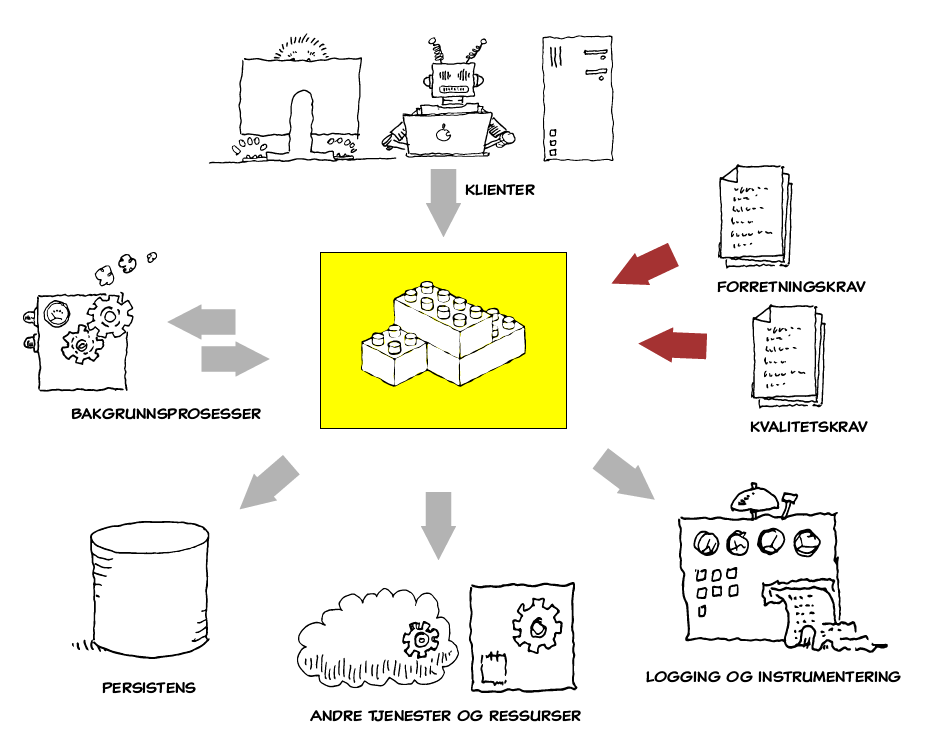 KLIENTER
FORRETNINGSKRAV
BAKGRUNNSPROSESSER
KVALITETSKRAV
PERSISTENS
LOGGING OG INSTRUMENTERING
ANDRE TJENESTER OG RESSURSER